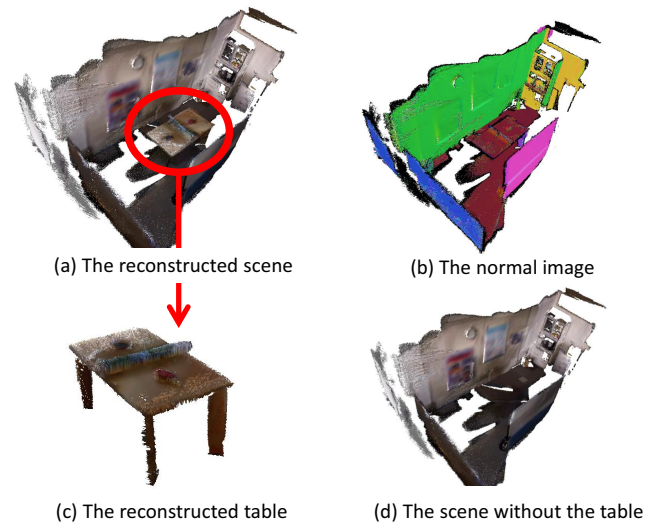 (a) The reconstructed scene
(b) The normal image
(c) The reconstructed table
(d) The scene without the table